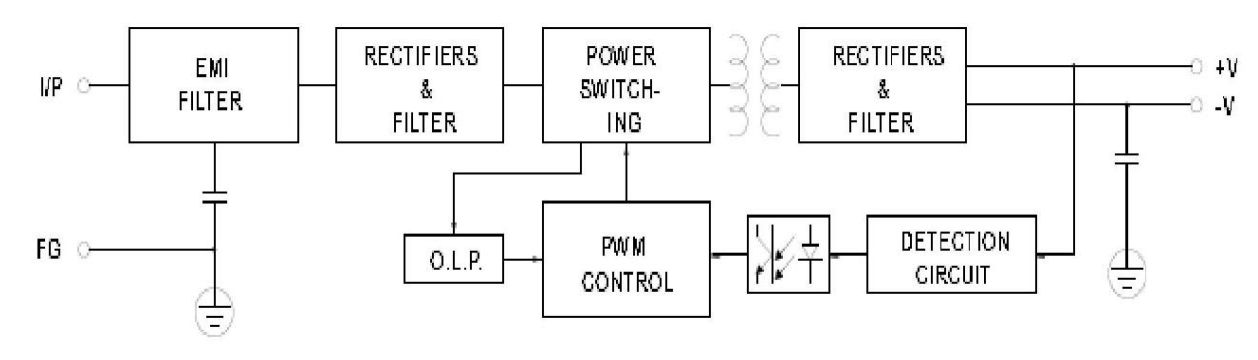 I/P
EMI
FILTER
RECTIFIERS
&
FILTER
POWER
SWITCH-
ING
RECTIFIERS
&
FILTER
+V
-V
FG
O.L.P.
PWM
CONTROL
DETECTION
CIRCUIT